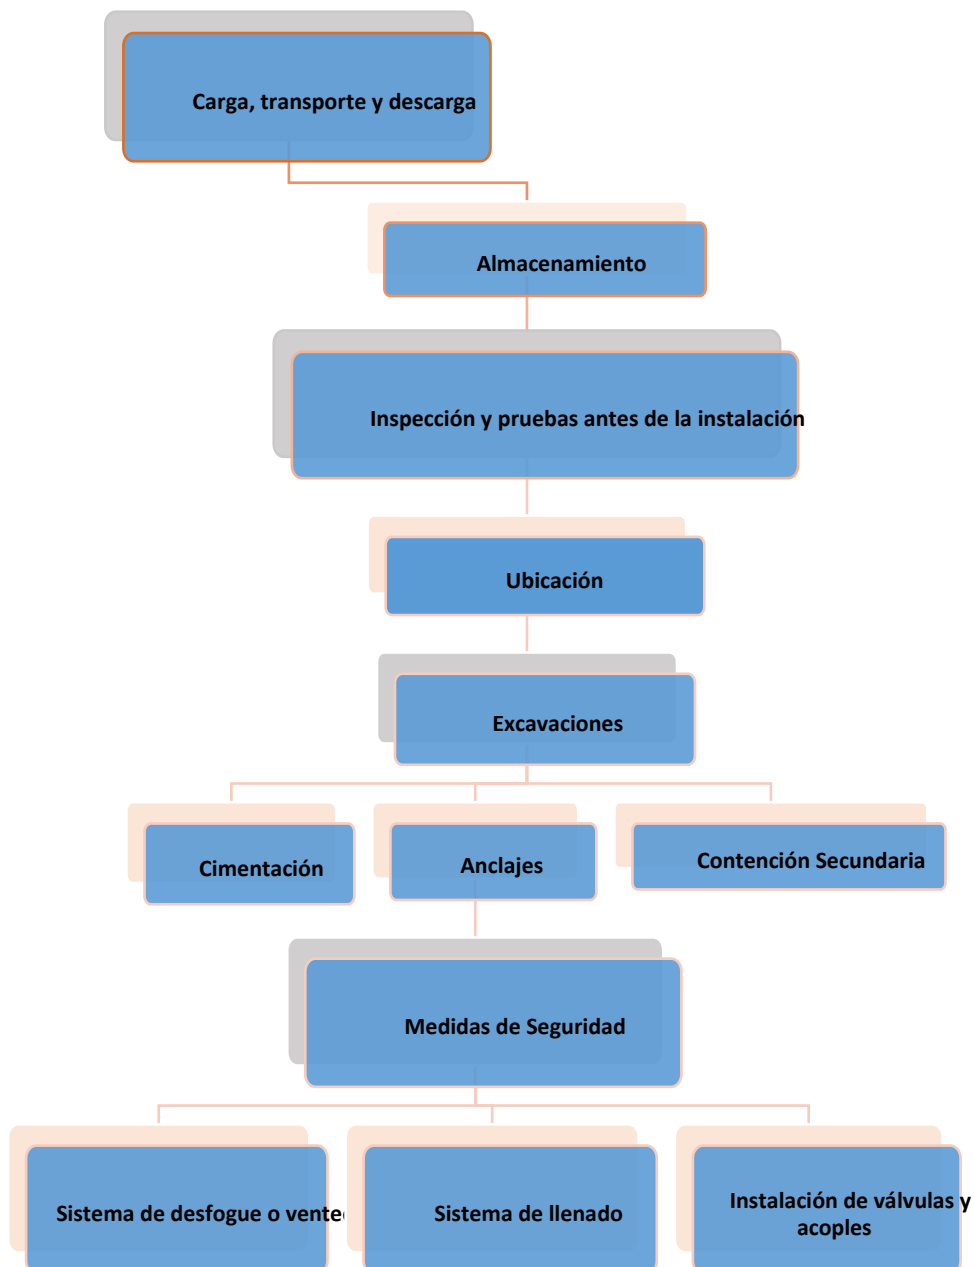 Carga, transporte y descarga
Almacenamiento
Inspección y pruebas antes de la instalación
Ubicación
Excavaciones
Cimentación
Anclajes
Contención Secundaria
Medidas de Seguridad
Sistema de desfogue o
Sistema de llenado
Instalación de válvulas y
acoples